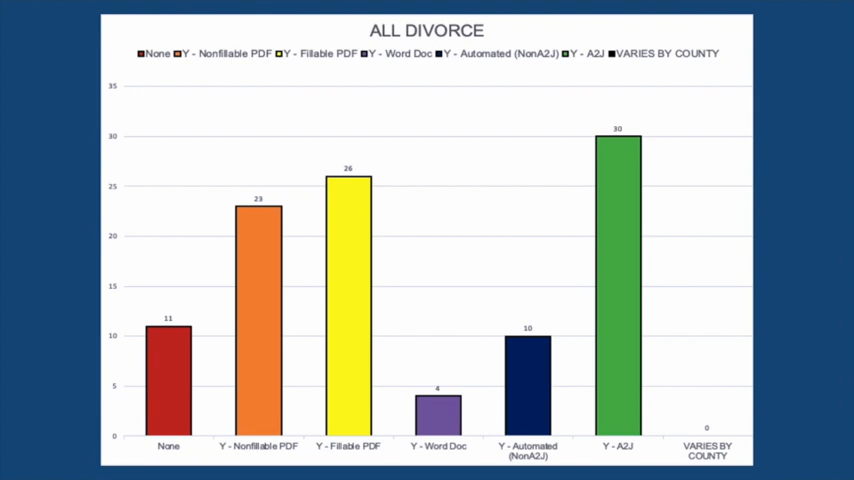 ALL DIVORCE
None Y - Nonfillable PDF Y - Fillable PDF Y - Word Doc Y - Automated (NonA2J) Y - A2J VARIES BY COUNTY
35
30
25
20
15
10
5
0
11
23
26
4
10
30
0
None
Y - Nonfillable PDF
Y - Fillable PDF
Y - Word Doc
Y - Automated
(NonA2J)
Y - A2J
VARIES BY
COUNTY